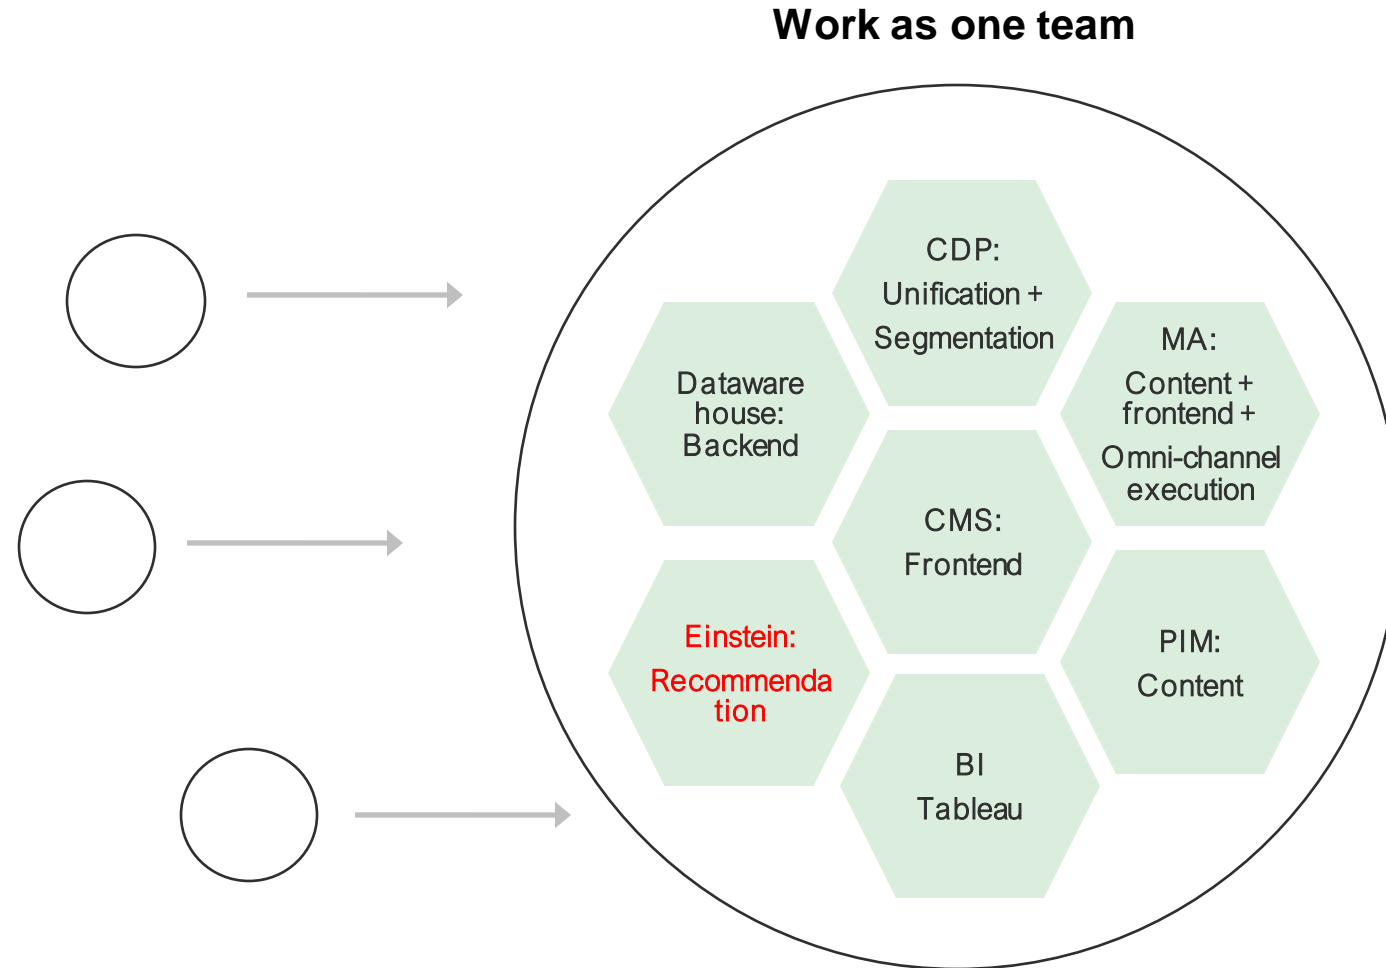 Work as one team
CDP:
Unification +
Segmentation
MA:
Content +
frontend +
Omni-channel
execution
Dataware
house:
Backend
CMS:
Frontend
Einstein:
Recommenda
tion
PIM:
Content
BI
Tableau